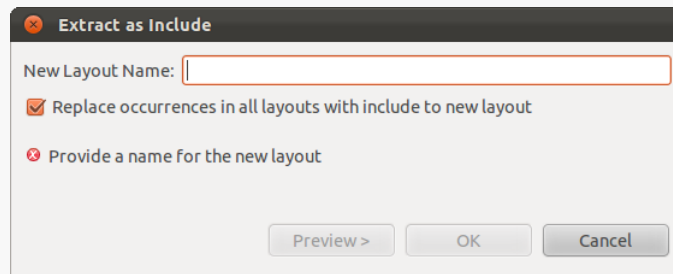 Extract as Include
New Layout Name:
Replace occurrences in all layouts with include to new layout
Provide a name for the new layout
Preview > OK Cancel